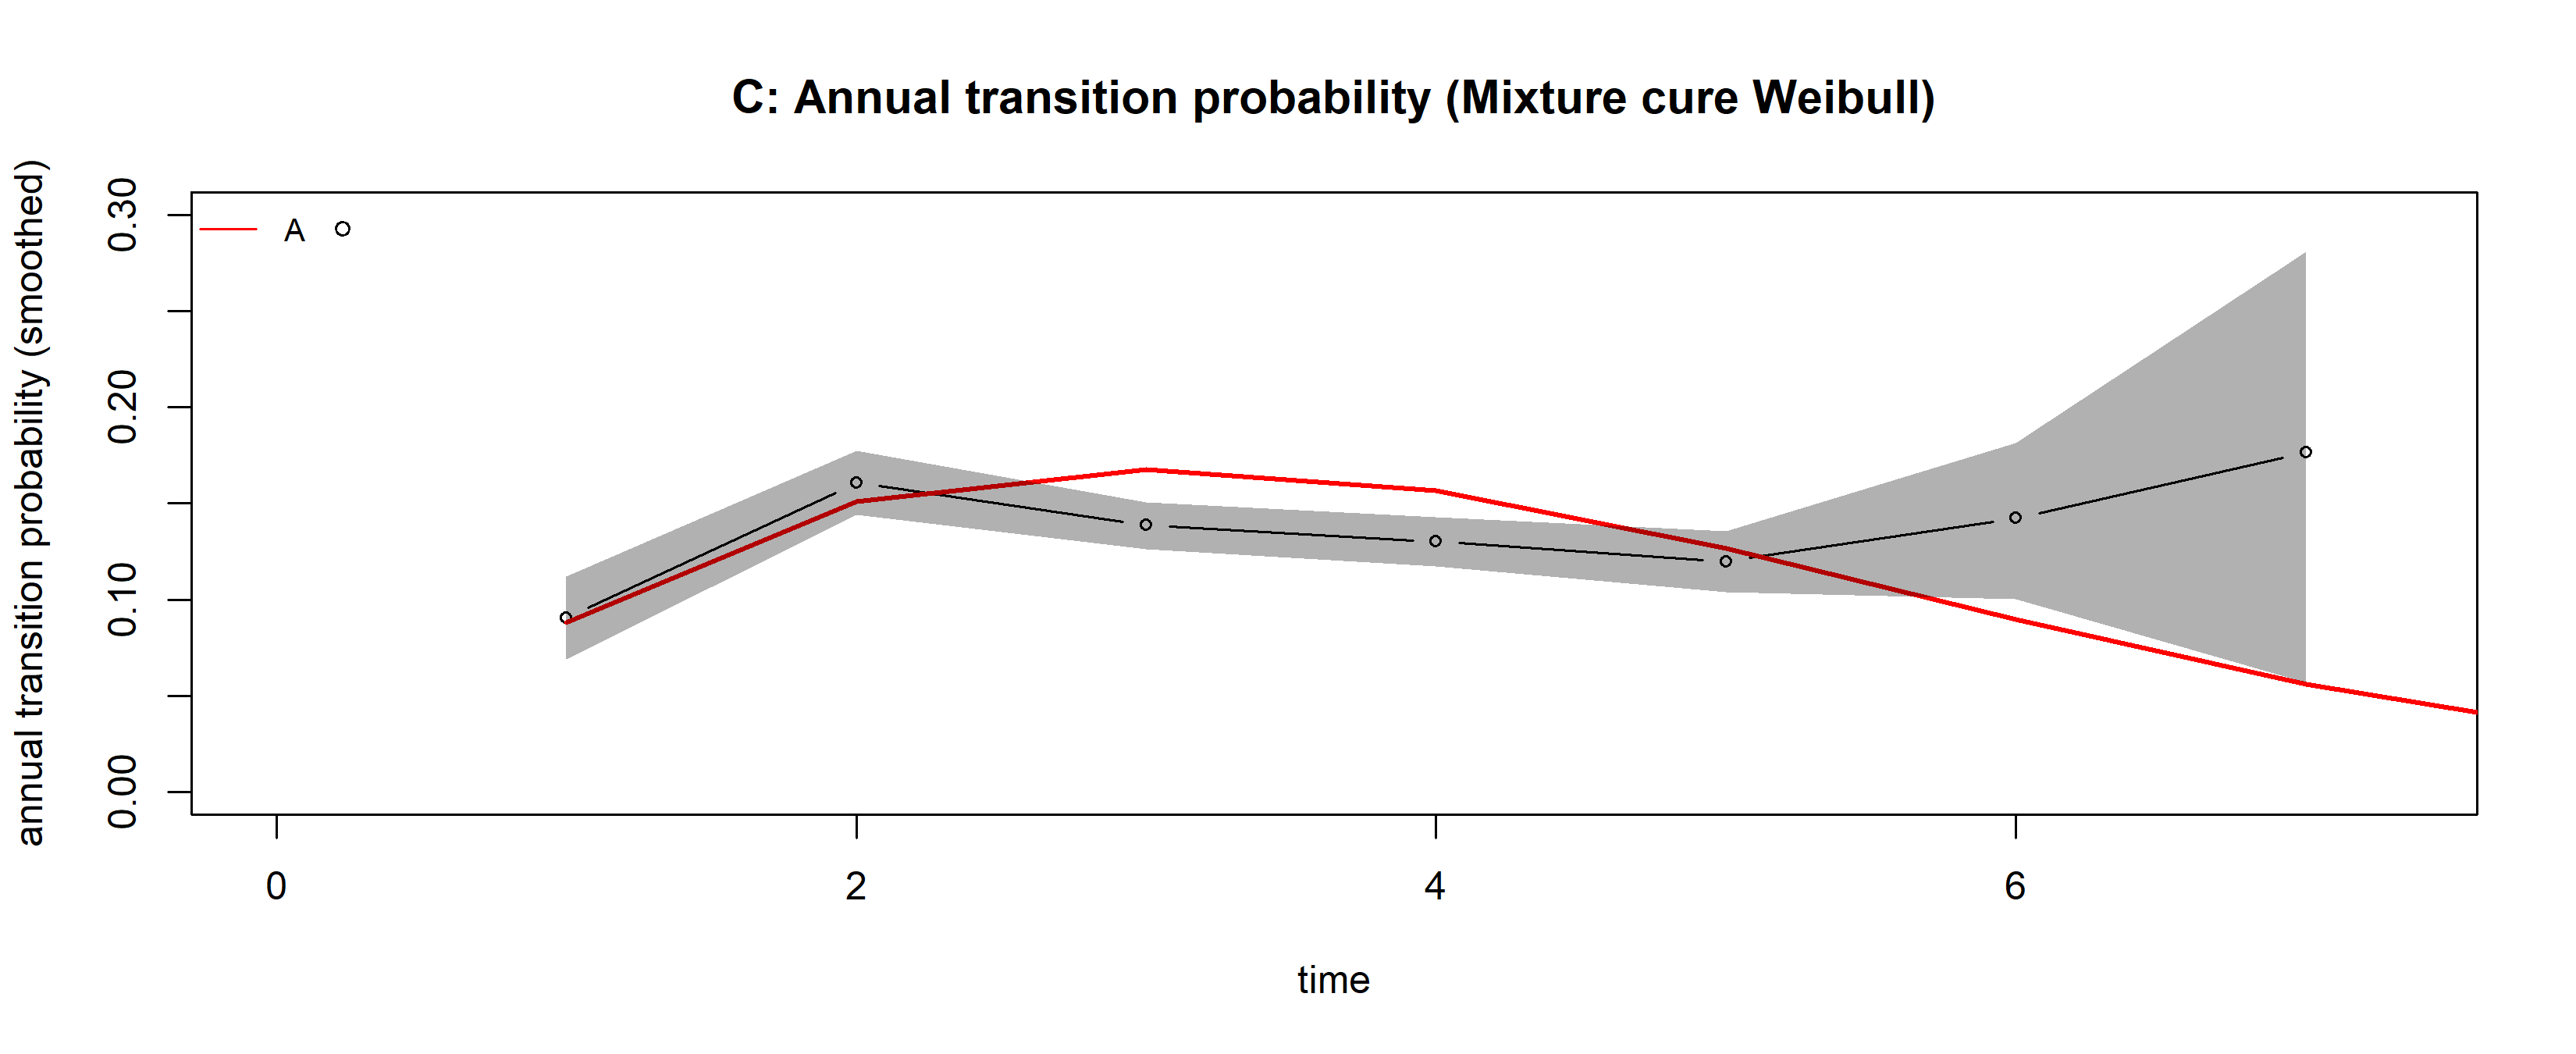 C: Annual transition probability (Mixture cure Weibull)
annual transition probability (smoothed)
0.30
0.20
0.10
0.00
A
0 2 4 6
time